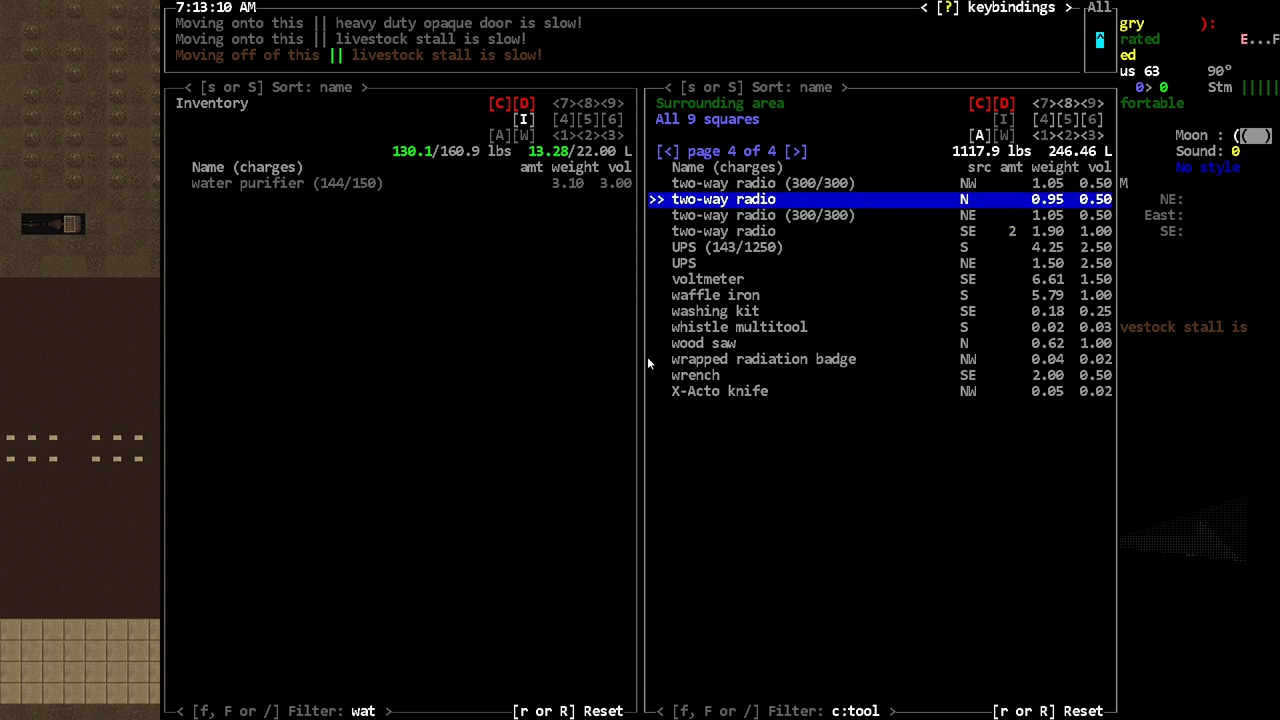 7:13:10 AM < [?] keybindings > All
Moving onto this || heavy duty opaque door is slow!
Moving onto this || livestock stall is slow!
Moving off of this || livestock stall is slow!
gry ):
rated E...F
ed
us 63 90°
0> 0 Stm |||||
fortable
Moon : (( )
Sound: 0
No style
M
NE:
East:
SE:
vestock stall is
< [s or S] Sort: name >
Inventory [C][D] <7><8><9>
[I] [4][5][6]
[A][W] <1><2><3>
130.1/160.9 lbs 13.28/22.00 L
Name (charges) amt weight vol
water purifier (144/150) 3.10 3.00
< [f, F or /] Filter: wat > [r or R] Reset
< [s or S] Sort: name >
Surrounding area [C][D] <7><8><9>
All 9 squares [I] [4][5][6]
[A][W] <1><2><3>
[<] page 4 of 4 [>] 1117.9 lbs 246.46 L
Name (charges) src amt weight vol
two-way radio (300/300) NW 1.05 0.50
>> two-way radio N 0.95 0.50
two-way radio (300/300) NE 1.05 0.50
two-way radio SE 2 1.90 1.00
UPS (143/1250) S 4.25 2.50
UPS NE 1.50 2.50
voltmeter SE 6.61 1.50
waffle iron S 5.79 1.00
washing kit SE 0.18 0.25
whistle multitool S 0.02 0.03
wood saw N 0.62 1.00
wrapped radiation badge NW 0.04 0.02
wrench SE 2.00 0.50
X-Acto knife NW 0.05 0.02
< [f, F or /] Filter: c:tool > [r or R] Reset